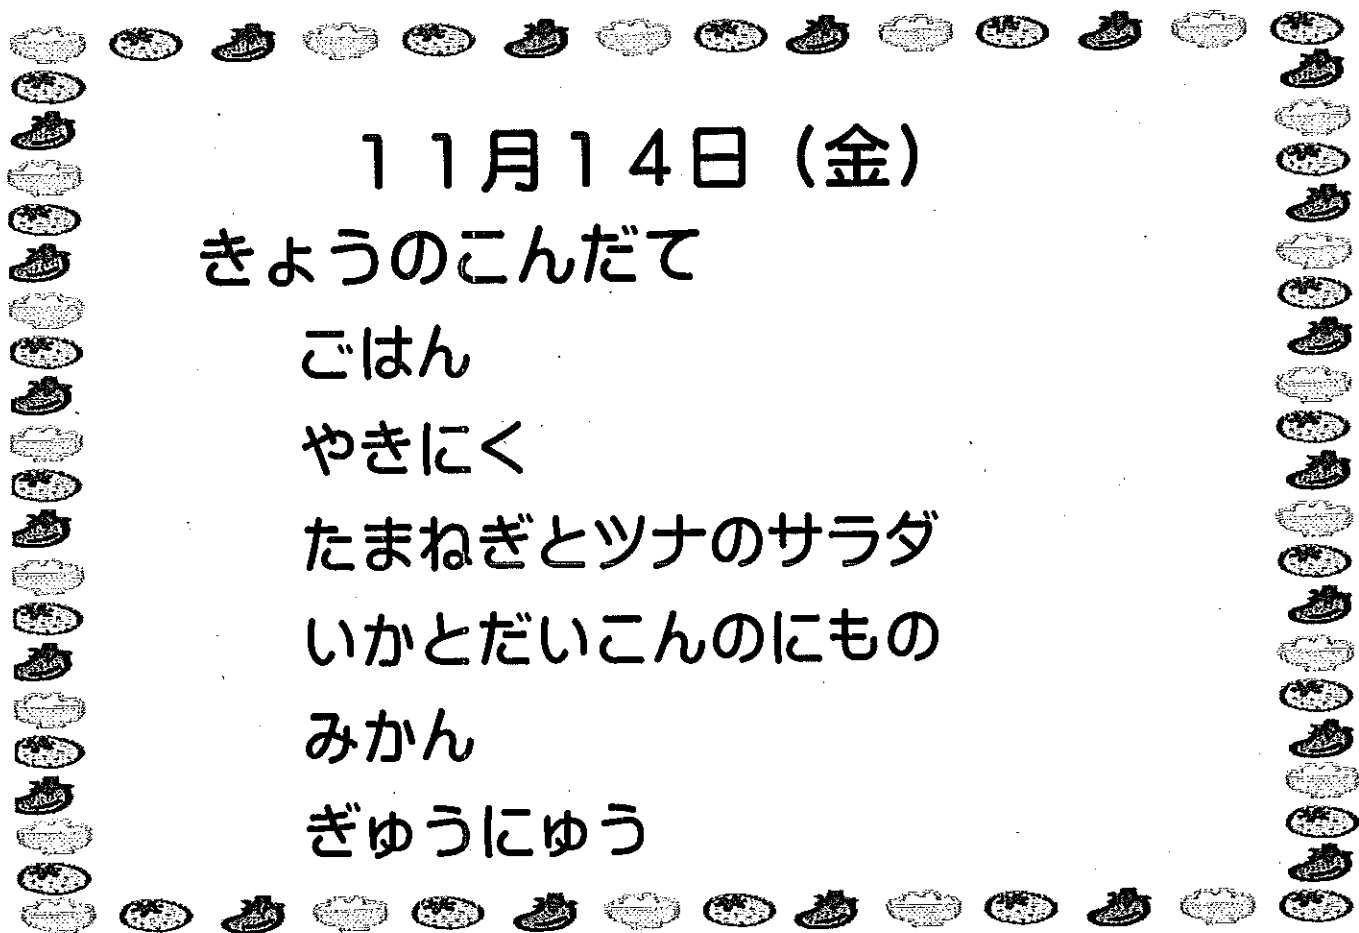 11月14日(金)
きょうのこんだて
ごはん
やきにく
たまねぎとツナのサラダ
いかとだいこんのにもの
みかん
ぎゅうにゅう